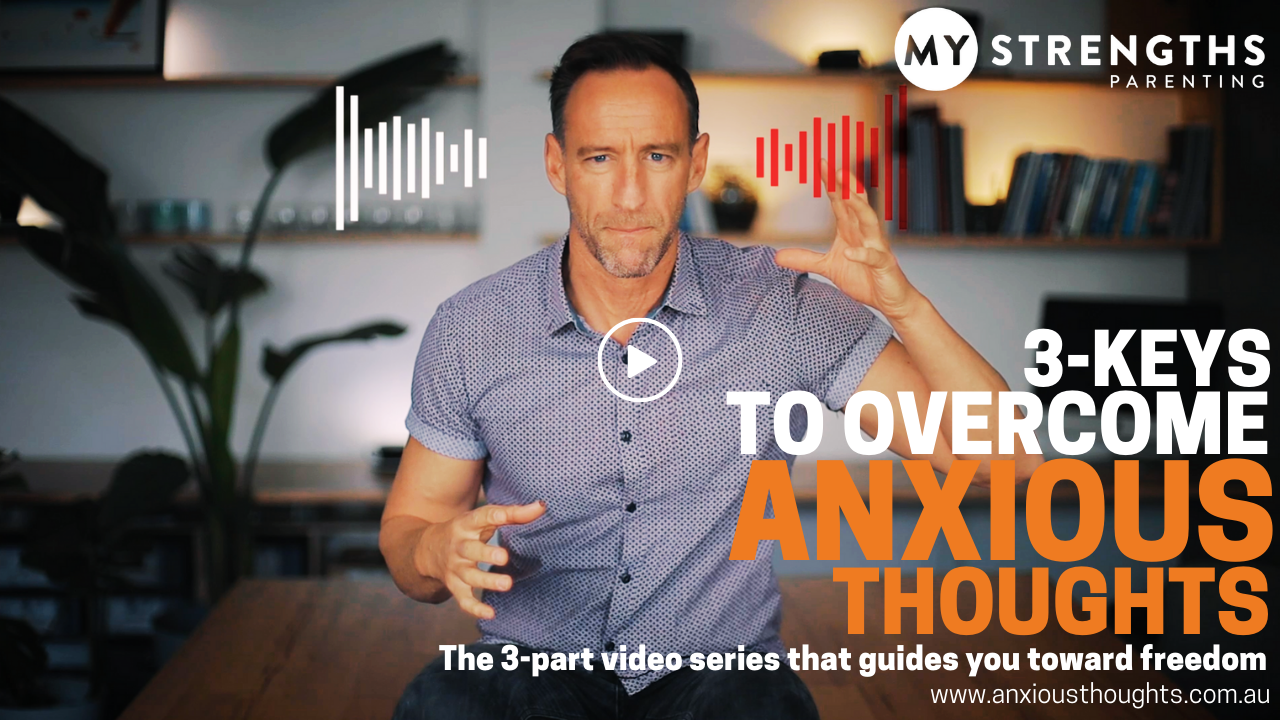 MY STRENGTHS
PARENTING
3-KEYS
TO OVERCOME
ANXIOUS
THOUGHTS
The 3-part video series that guides you toward freedom
www.anxiousthoughts.com.au